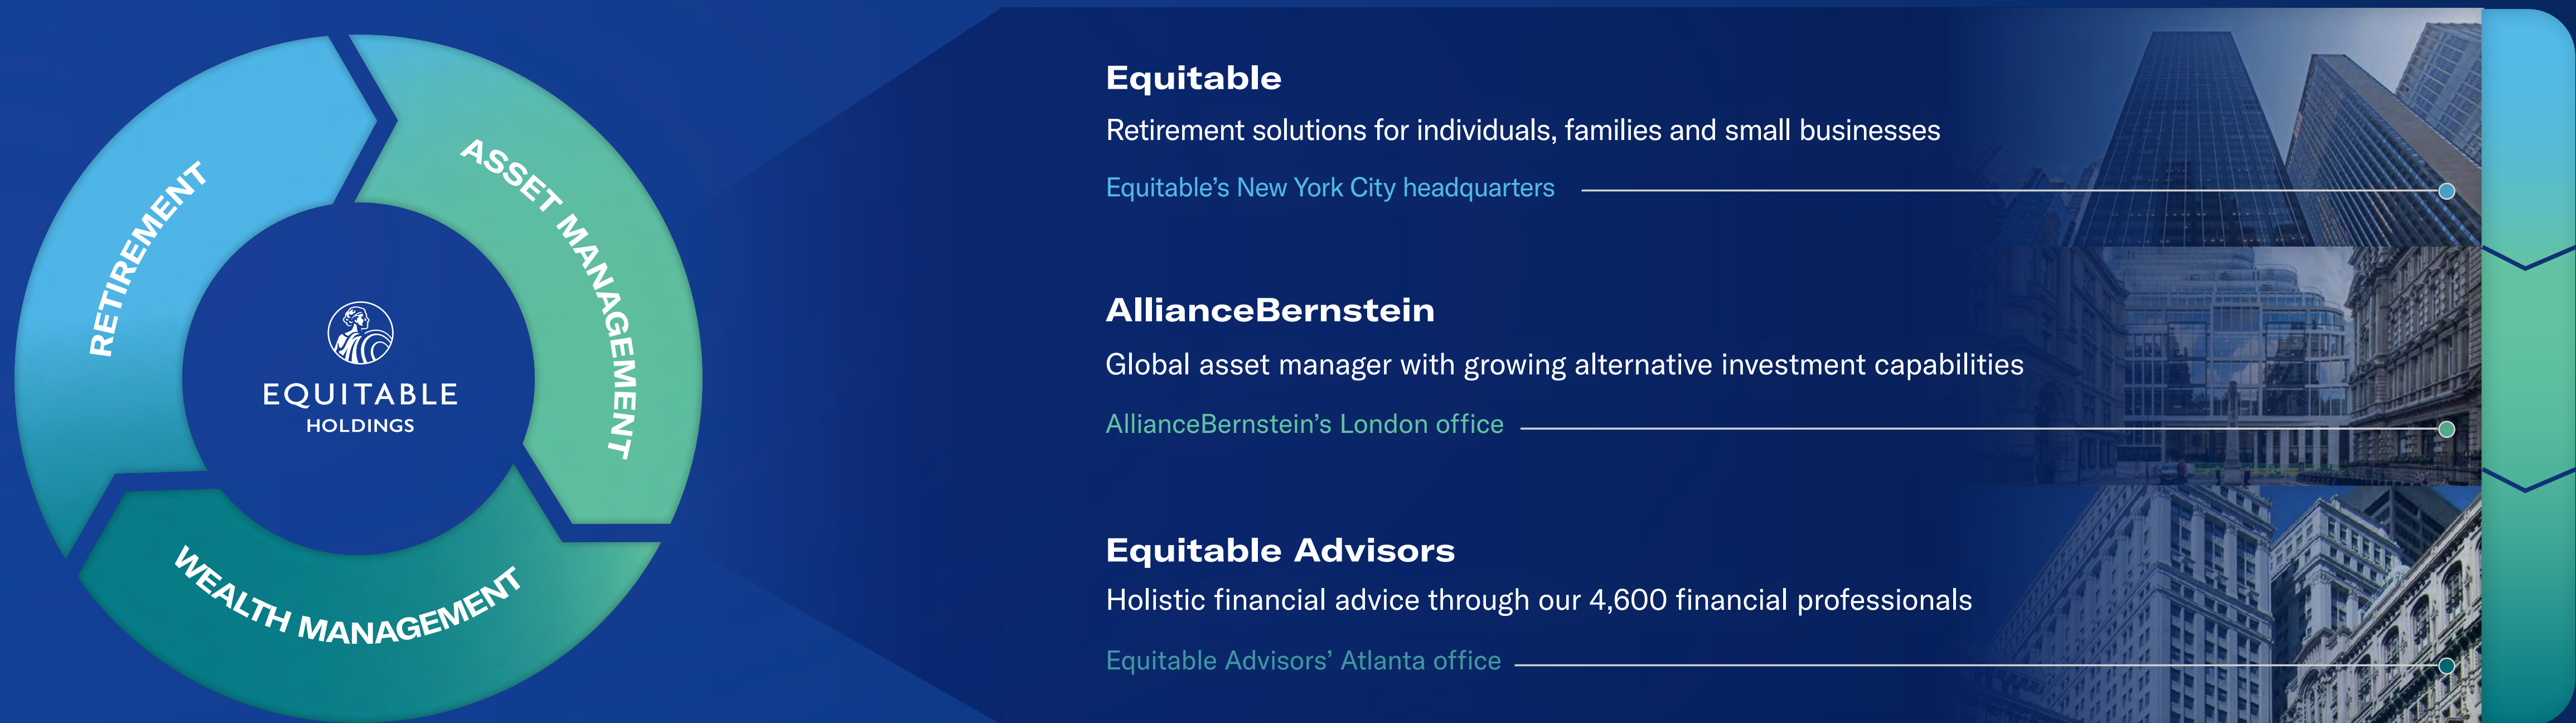 RETIREMENT
ASSET MANAGEMENT
WEALTH MANAGEMENT
EQUITABLE
HOLDINGS
Equitable
Retirement solutions for individuals, families and small businesses
Equitable’s New York City headquarters
AllianceBernstein
Global asset manager with growing alternative investment capabilities
AllianceBernstein’s London office
Equitable Advisors
Holistic financial advice through our 4,600 financial professionals
Equitable Advisors’ Atlanta office